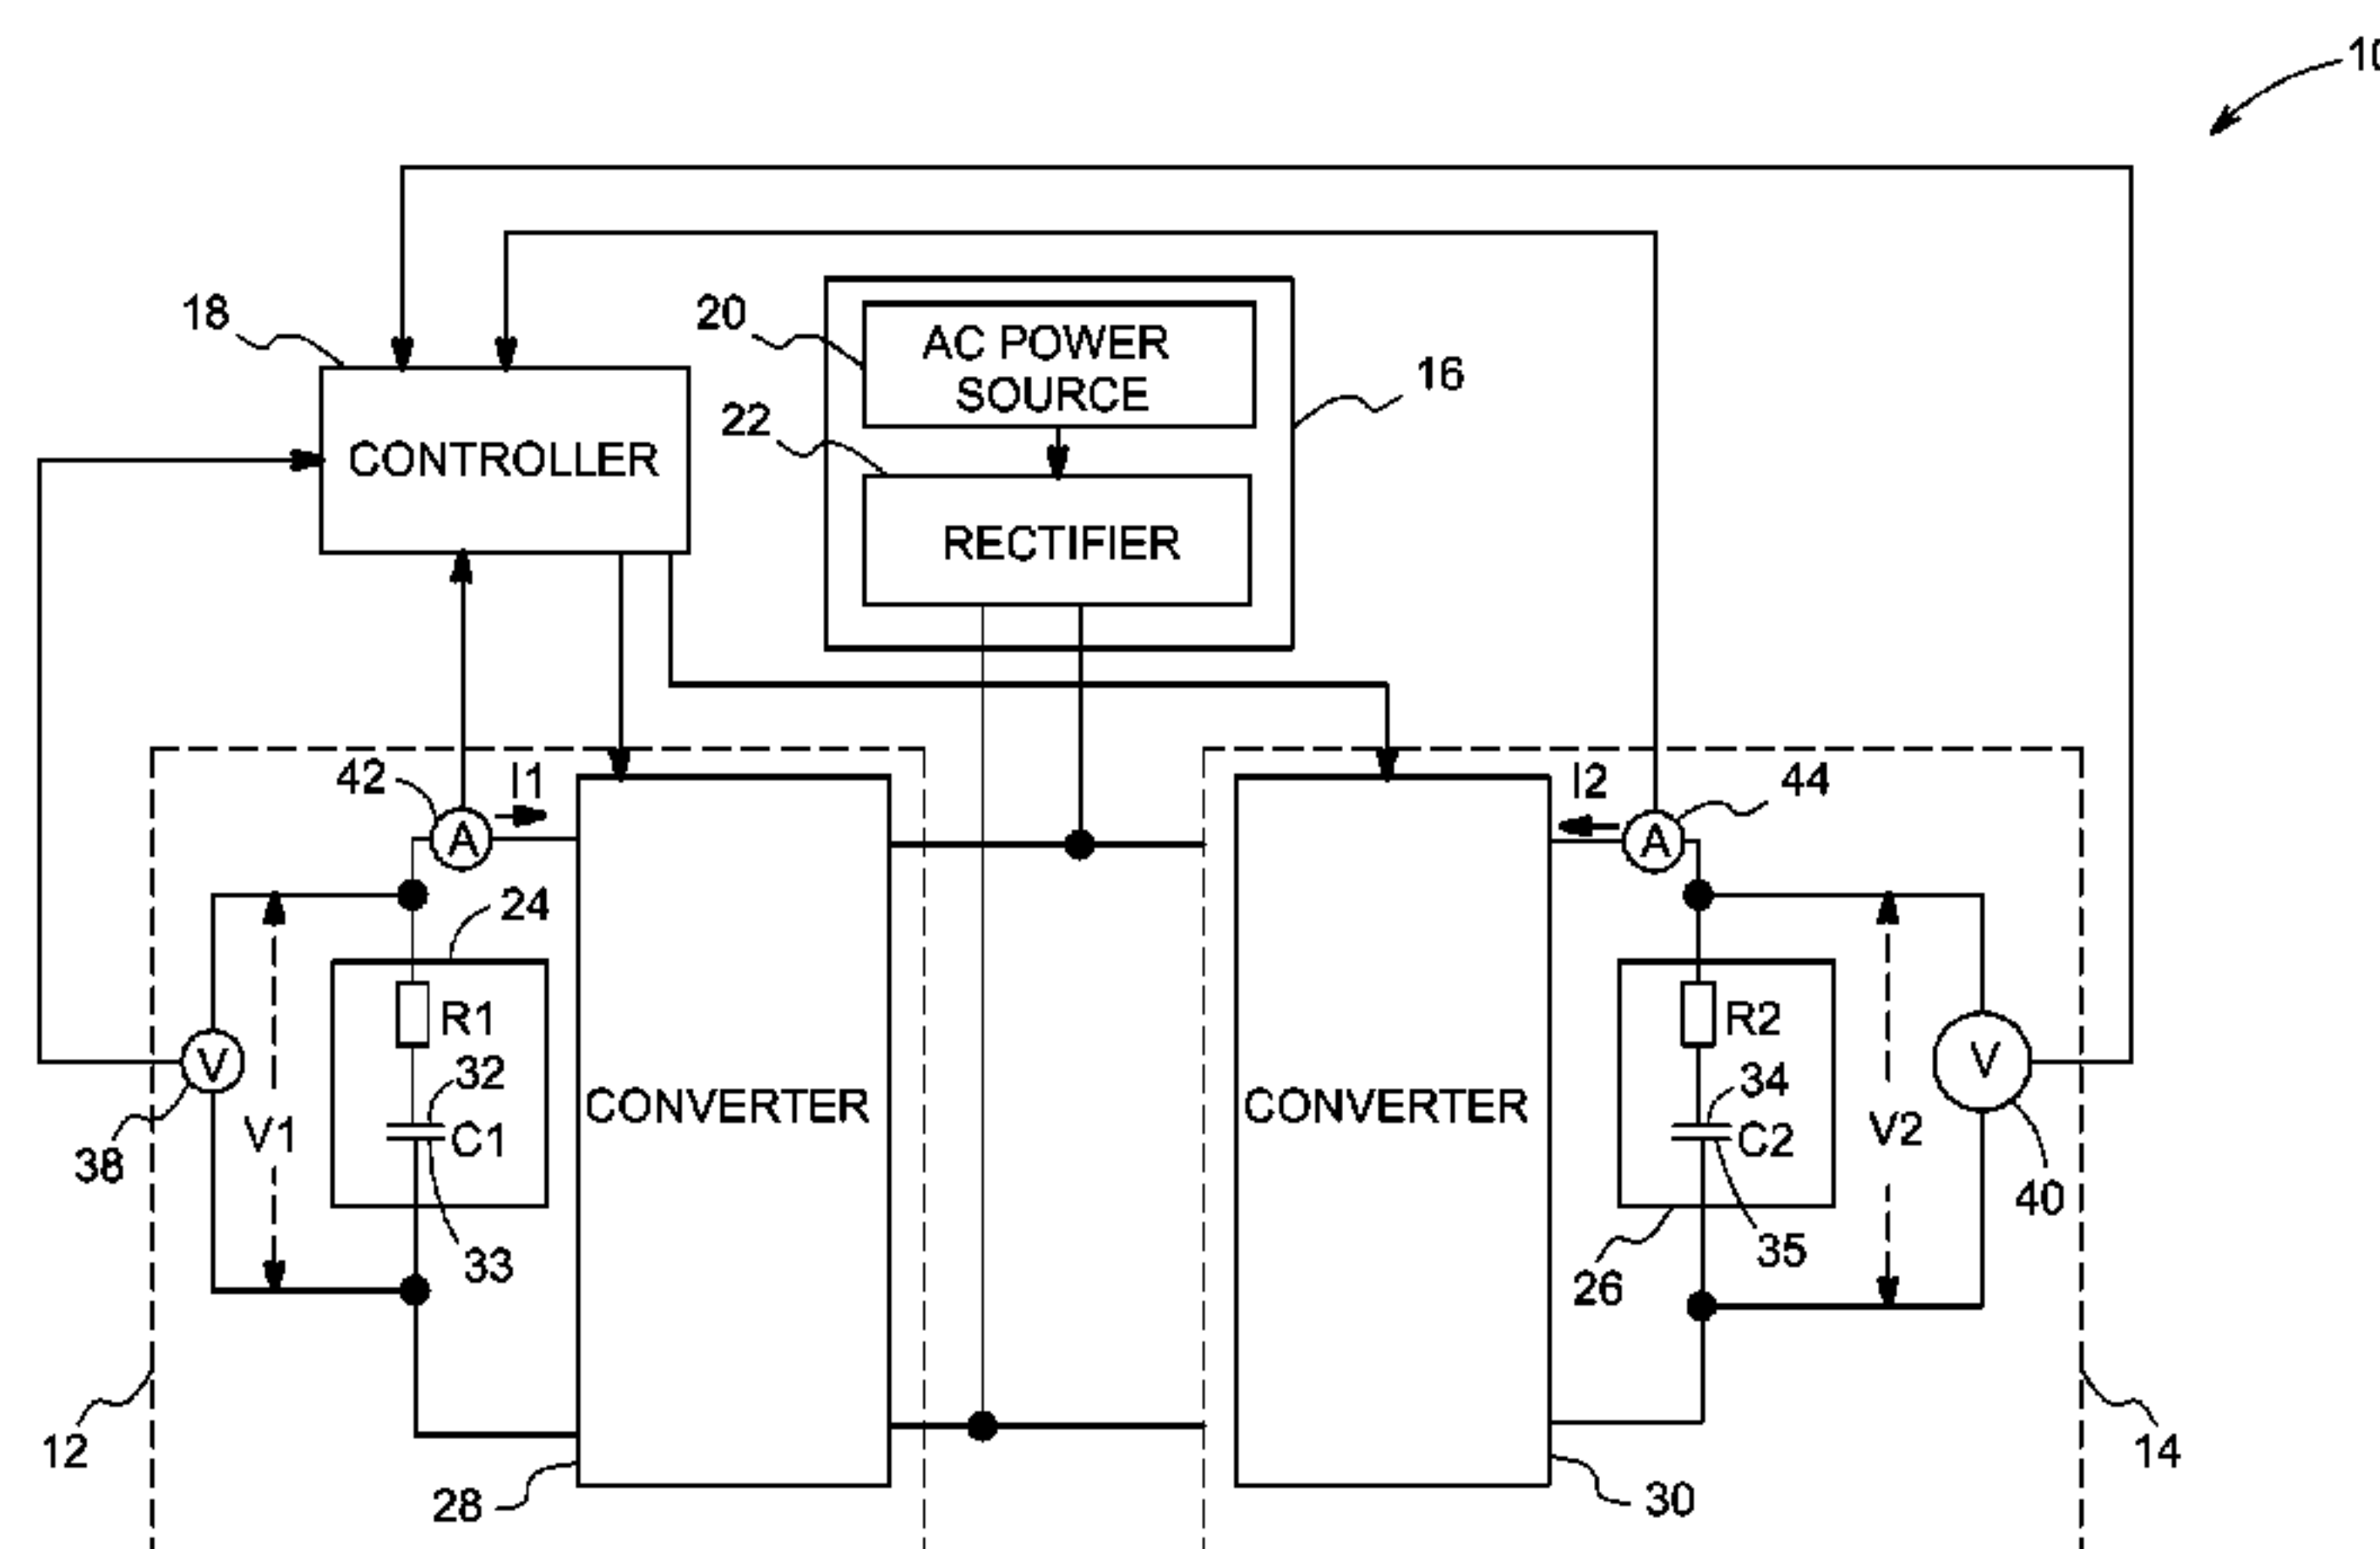 10
18
20
AC POWER
SOURCE
16
22
CONTROLLER
RECTIFIER
42
I1
I2
44
A
A
24
R1
R2
32
34
V
CONVERTER
CONVERTER
V
C1
C2
V1
V2
38
40
33
35
26
12
14
28
30